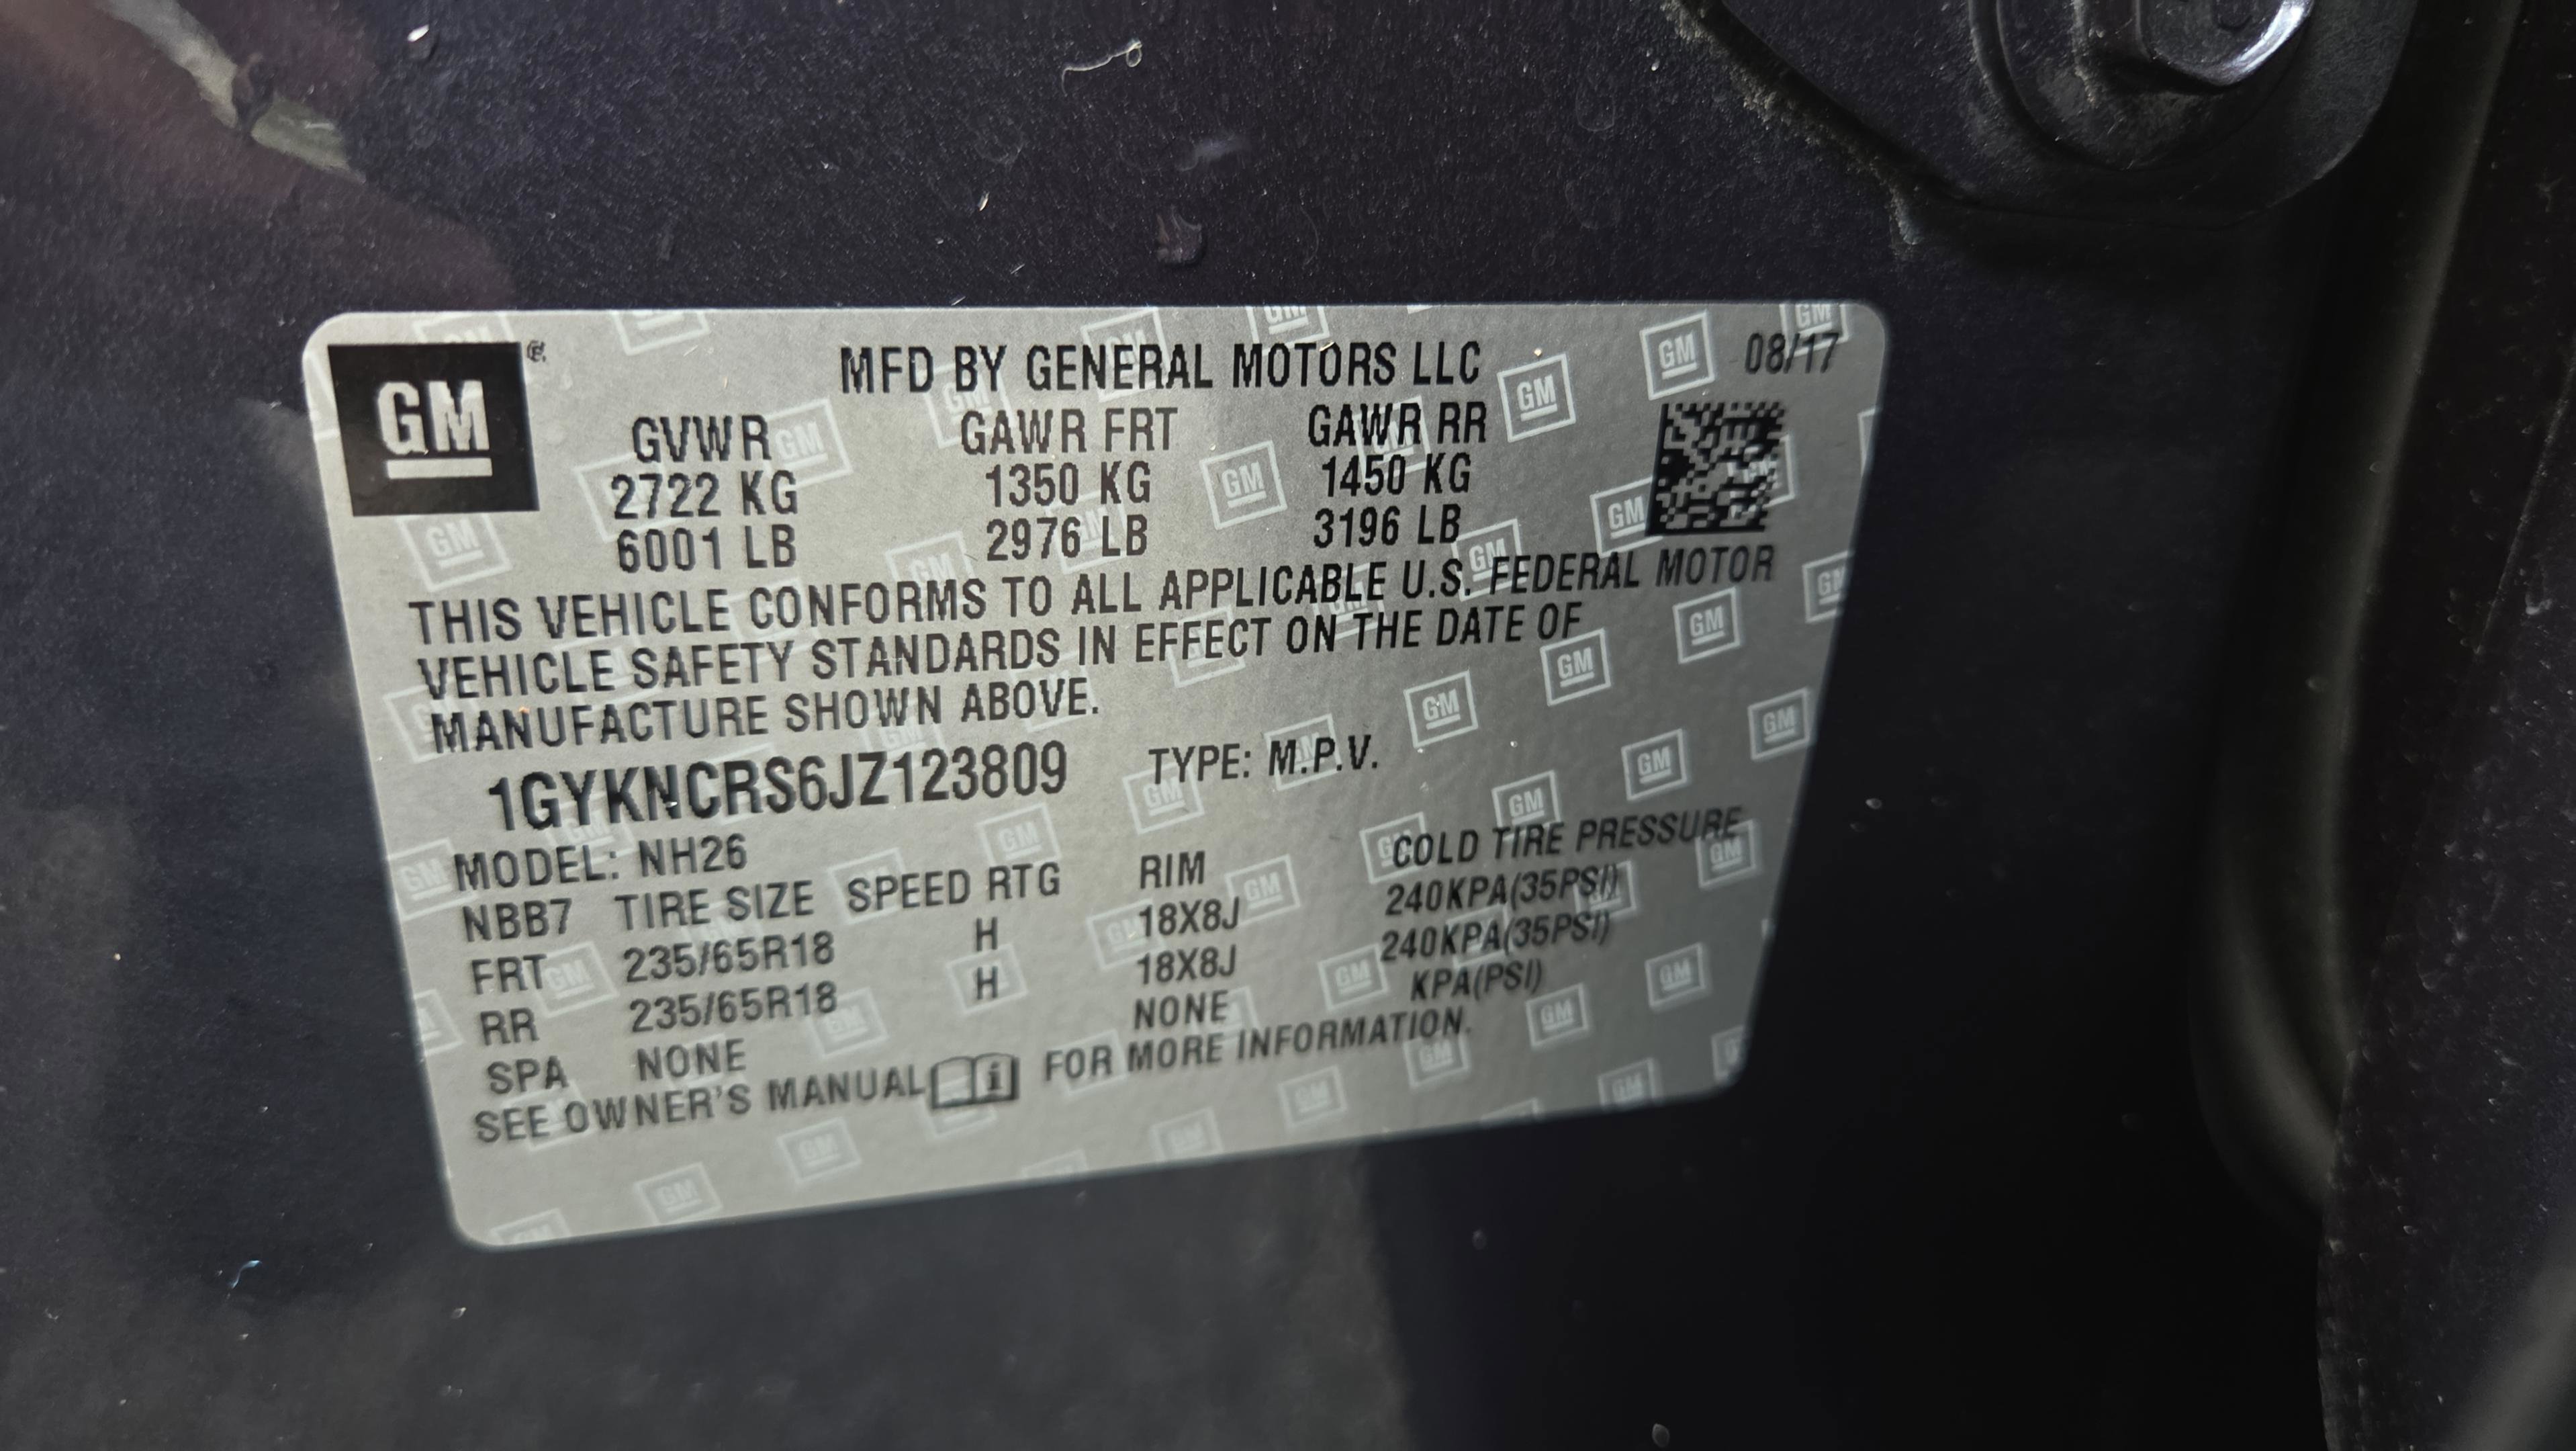 GM
MFD BY GENERAL MOTORS LLC 08/17
GVWR GAWR FRT GAWR RR
2722 KG 1350 KG 1450 KG
6001 LB 2976 LB 3196 LB
THIS VEHICLE CONFORMS TO ALL APPLICABLE U.S. FEDERAL MOTOR
VEHICLE SAFETY STANDARDS IN EFFECT ON THE DATE OF
MANUFACTURE SHOWN ABOVE.
1GYKNCRS6JZ123809 TYPE: M.P.V.
MODEL: NH26
NBB7 TIRE SIZE SPEED RTG RIM COLD TIRE PRESSURE
FRT 235/65R18 H 18X8J 240KPA(35PSI)
RR 235/65R18 H 18X8J 240KPA(35PSI)
SPA NONE NONE KPA(PSI)
SEE OWNER'S MANUAL FOR MORE INFORMATION.